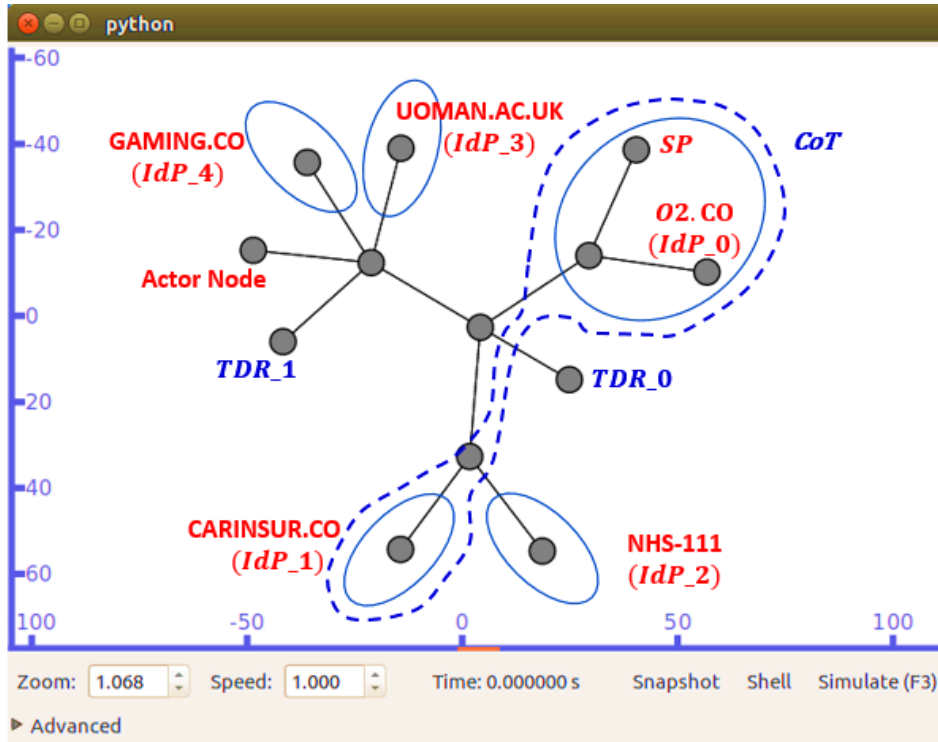 python
-60
-40
-20
0
20
40
60
100
-50
0
50
100
GAMING.CO
(IdP_4)
UOMAN.AC.UK
(IdP_3)
SP
CoT
O2.CO
(IdP_0)
Actor Node
TDR_1
TDR_0
CARINSUR.CO
(IdP_1)
NHS-111
(IdP_2)
Zoom: 1.068 Speed: 1.000 Time: 0.000000 s Snapshot Shell Simulate (F3)
Advanced